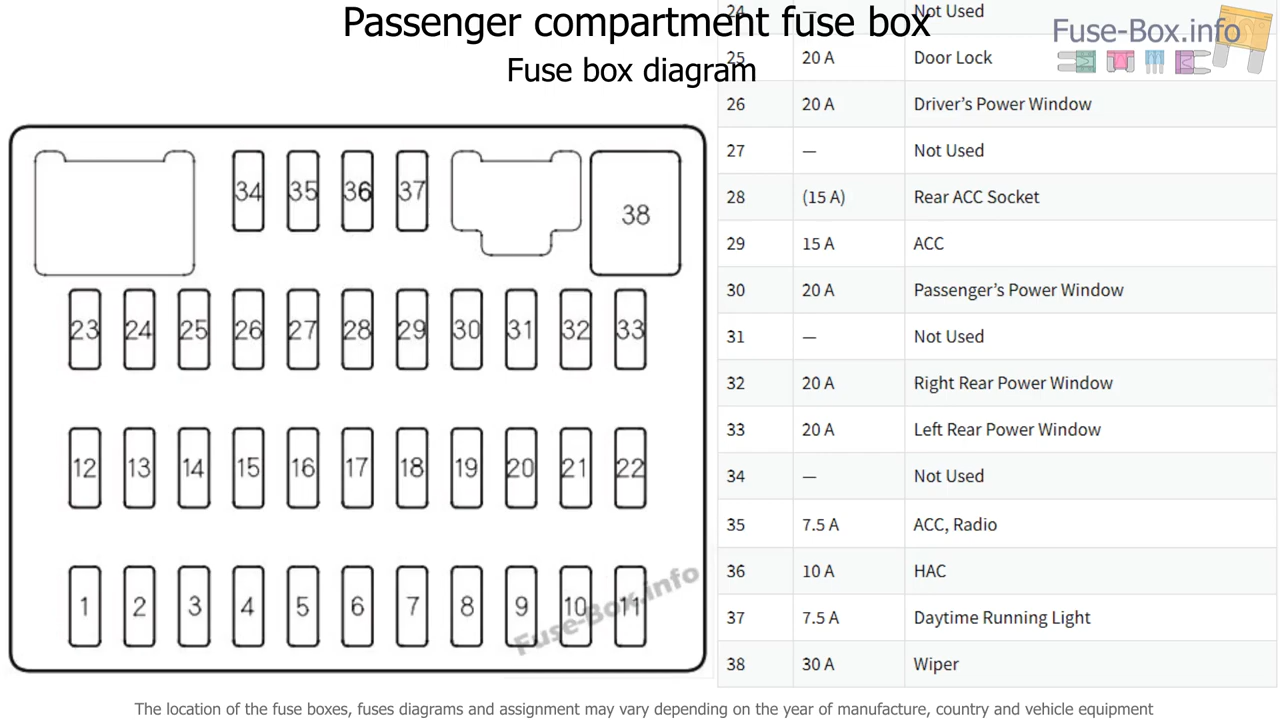 Passenger compartment fuse box
Fuse box diagram
Fuse-Box.info
34 35 36 37 38
23 24 25 26 27 28 29 30 31 32 33
12 13 14 15 16 17 18 19 20 21 22
1 2 3 4 5 6 7 8 9 10 11
Fuse-Box.info
24 — Not Used
25 20 A Door Lock
26 20 A Driver’s Power Window
27 — Not Used
28 (15 A) Rear ACC Socket
29 15 A ACC
30 20 A Passenger’s Power Window
31 — Not Used
32 20 A Right Rear Power Window
33 20 A Left Rear Power Window
34 — Not Used
35 7.5 A ACC, Radio
36 10 A HAC
37 7.5 A Daytime Running Light
38 30 A Wiper
The location of the fuse boxes, fuses diagrams and assignment may vary depending on the year of manufacture, country and vehicle equipment